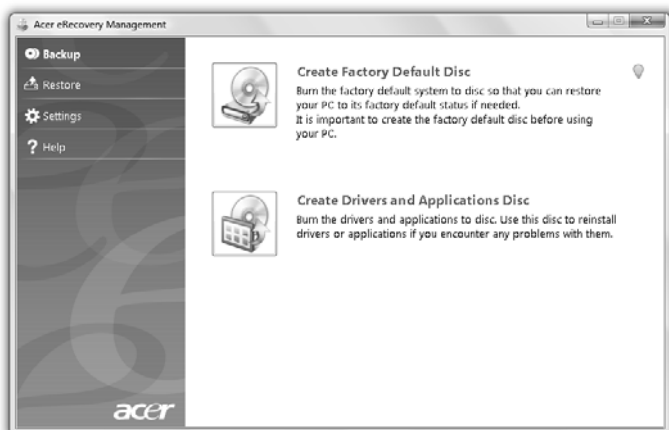 Acer eRecovery Management
Backup
Restore
Settings
? Help
Create Factory Default Disc
Burn the factory default system to disc so that you can restore
your PC to its factory default status if needed.
It is important to create the factory default disc before using
your PC.
Create Drivers and Applications Disc
Burn the drivers and applications to disc. Use this disc to reinstall
drivers or applications if you encounter any problems with them.
acer